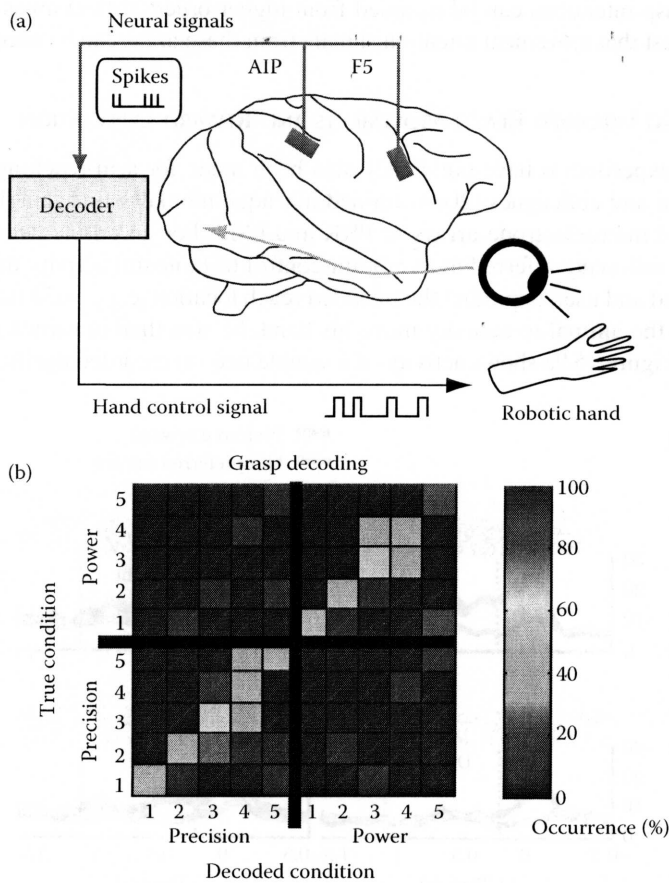 (a)
Neural signals
Spikes
AIP F5
Decoder
Hand control signal
Robotic hand
(b)
Grasp decoding
5
4
3
2
1
Power
5
4
3
2
1
Precision
True condition
1 2 3 4 5 1 2 3 4 5
Precision Power
Decoded condition
100
80
60
40
20
0
Occurrence (%)